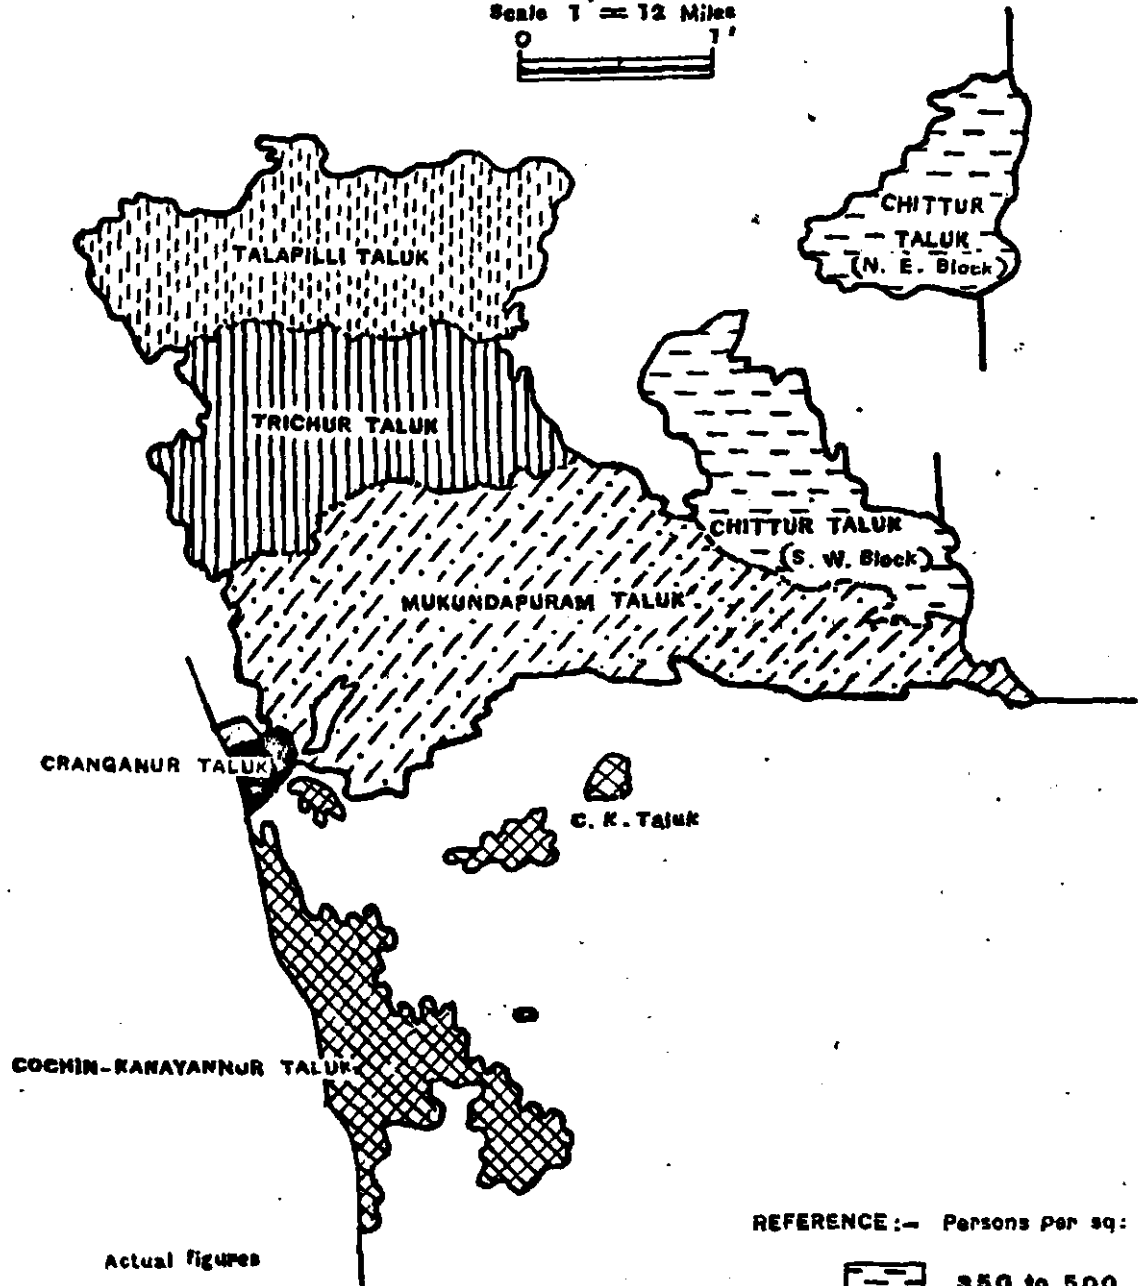 Scale 1" = 12 Miles
0 1"
CHITTUR
TALUK
(N. E. Block)
TALAPILLI TALUK
TRICHUR TALUK
CHITTUR TALUK
(S. W. Block)
MUKUNDAPURAM TALUK
CRANGANUR TALUK
C. K. Taluk
COCHIN-KANAYANNUR TALUK
REFERENCE:- Persons per sq:
Actual figures
350 to 500